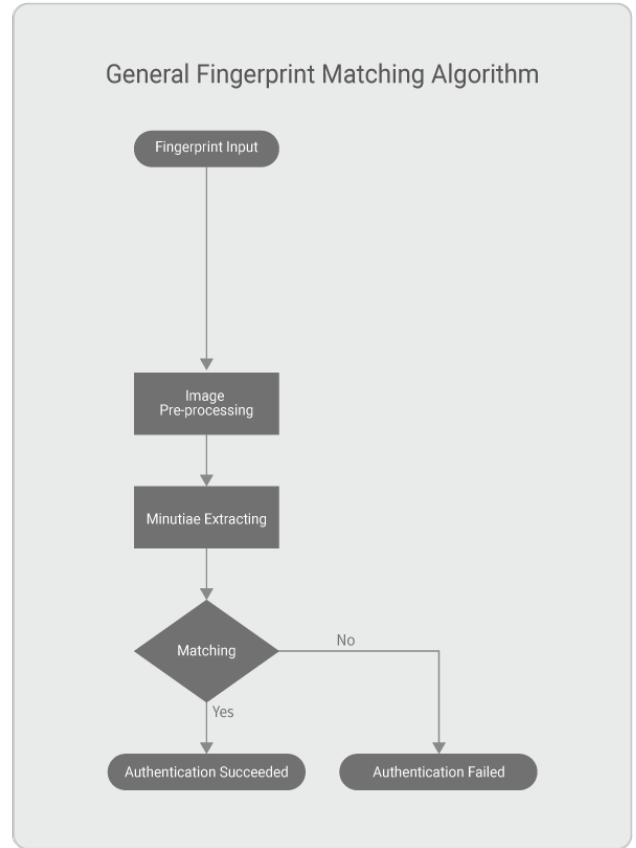 General Fingerprint Matching Algorithm
Fingerprint Input
Image
Pre-processing
Minutiae Extracting
Matching
No
Yes
Authentication Succeeded
Authentication Failed